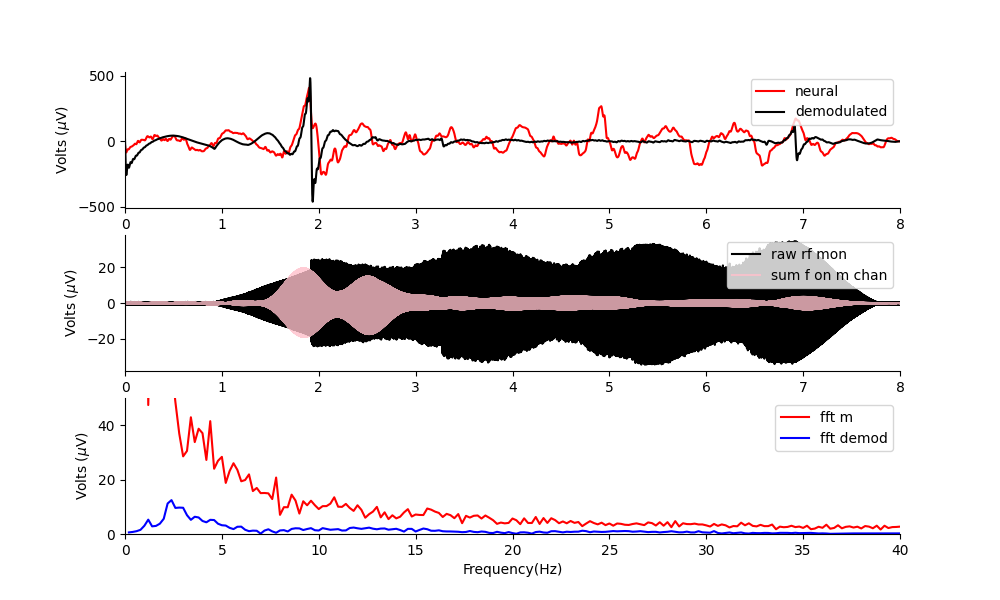 500
0
−500
Volts (μV)
neural
demodulated
0 1 2 3 4 5 6 7 8
20
0
−20
Volts (μV)
raw rf mon
sum f on m chan
0 1 2 3 4 5 6 7 8
40
20
0
Volts (μV)
fft m
fft demod
0 5 10 15 20 25 30 35 40
Frequency(Hz)